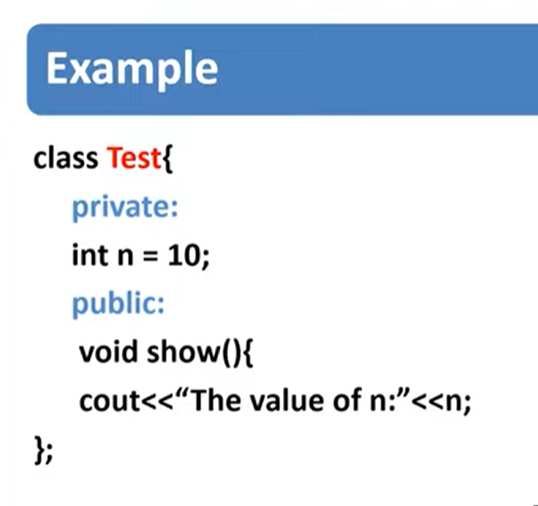 Example
class Test{
private:
int n = 10;
public:
void show(){
cout<<“The value of n:”<<n;
};